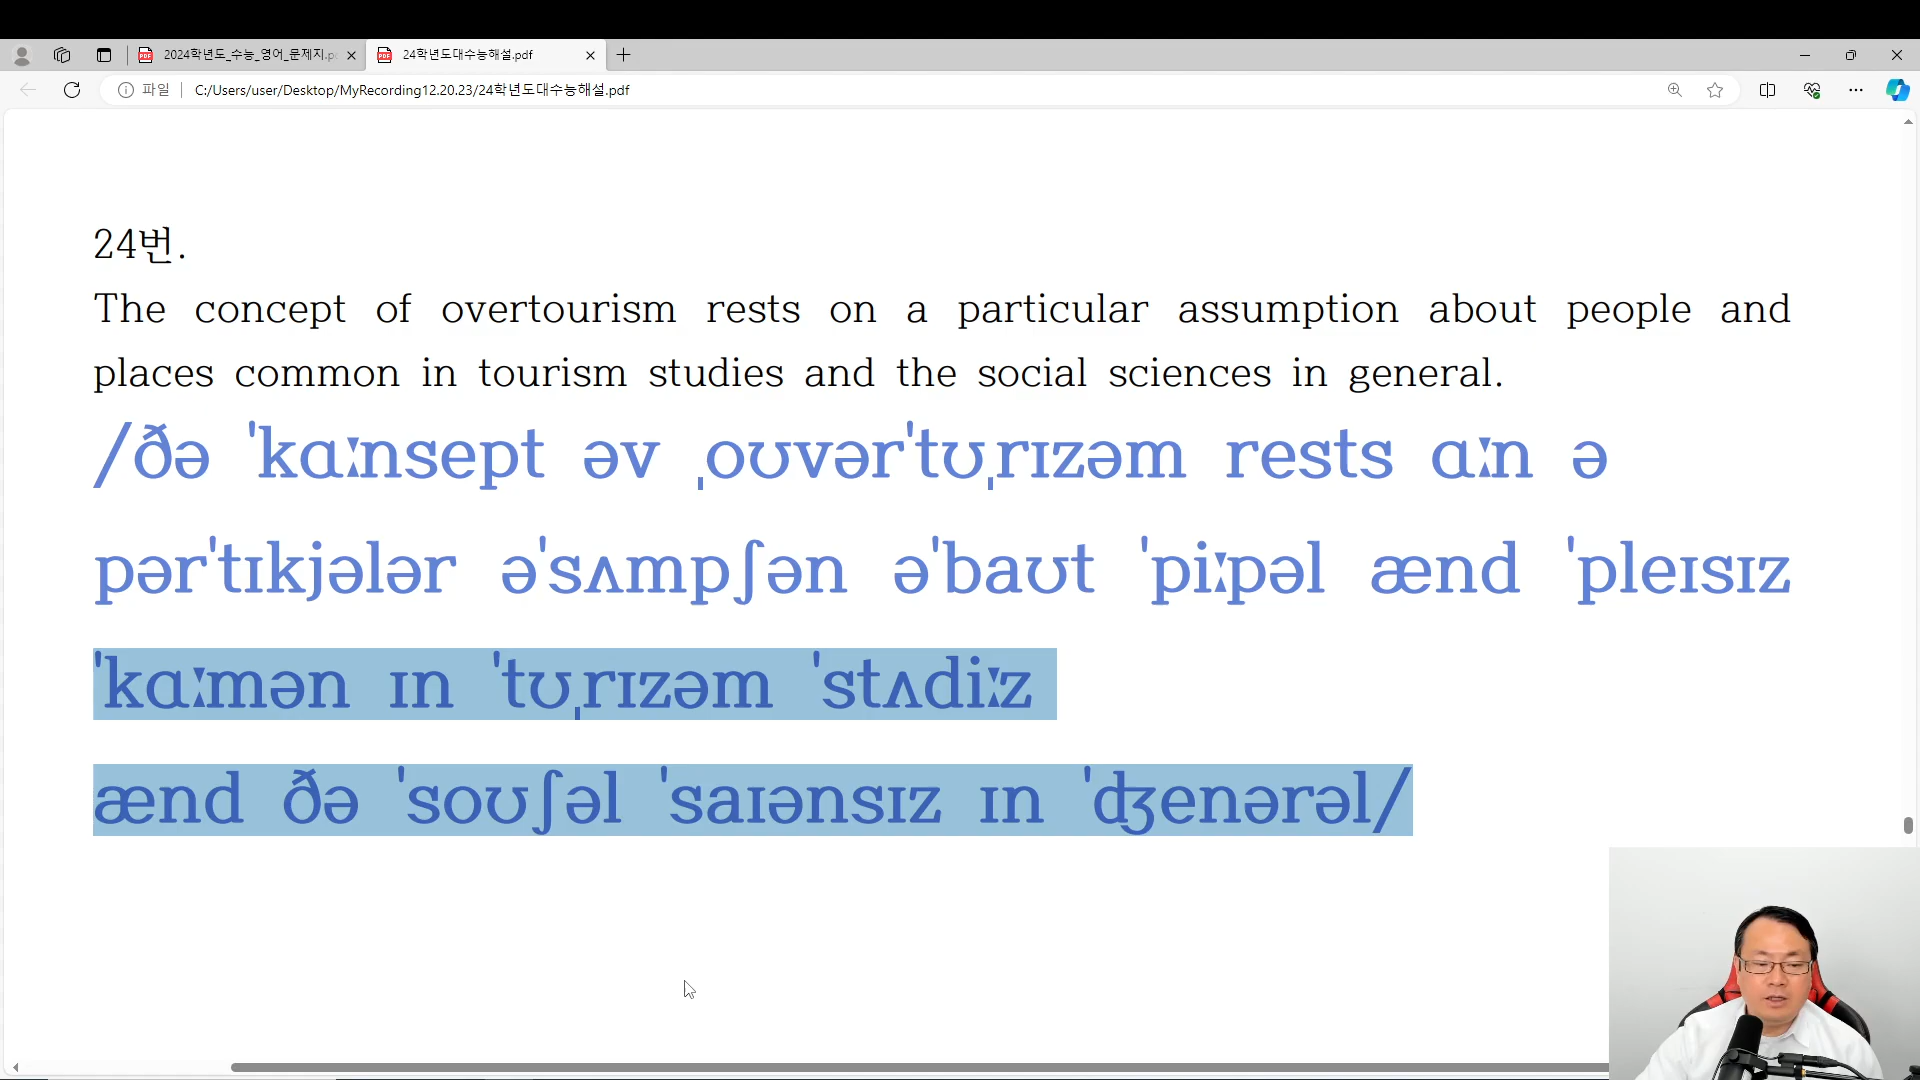 2024학년도_수능_영어_문제지.p
24학년도대수능해설.pdf
파일
C:/Users/user/Desktop/MyRecording12.20.23/24학년도대수능해설.pdf
24번.
The concept of overtourism rests on a particular assumption about people and
places common in tourism studies and the social sciences in general.
/ðə ˈkɑːnsept əv ˌoʊvərˈtʊˌrɪzəm rests ɑːn ə
pərˈtɪkjələr əˈsʌmpʃən əˈbaʊt ˈpiːpəl ænd ˈpleɪsɪz
ˈkɑːmən ɪn ˈtʊˌrɪzəm ˈstʌdiːz
ænd ðə ˈsoʊʃəl ˈsaɪənsɪz ɪn ˈʤenərəl/